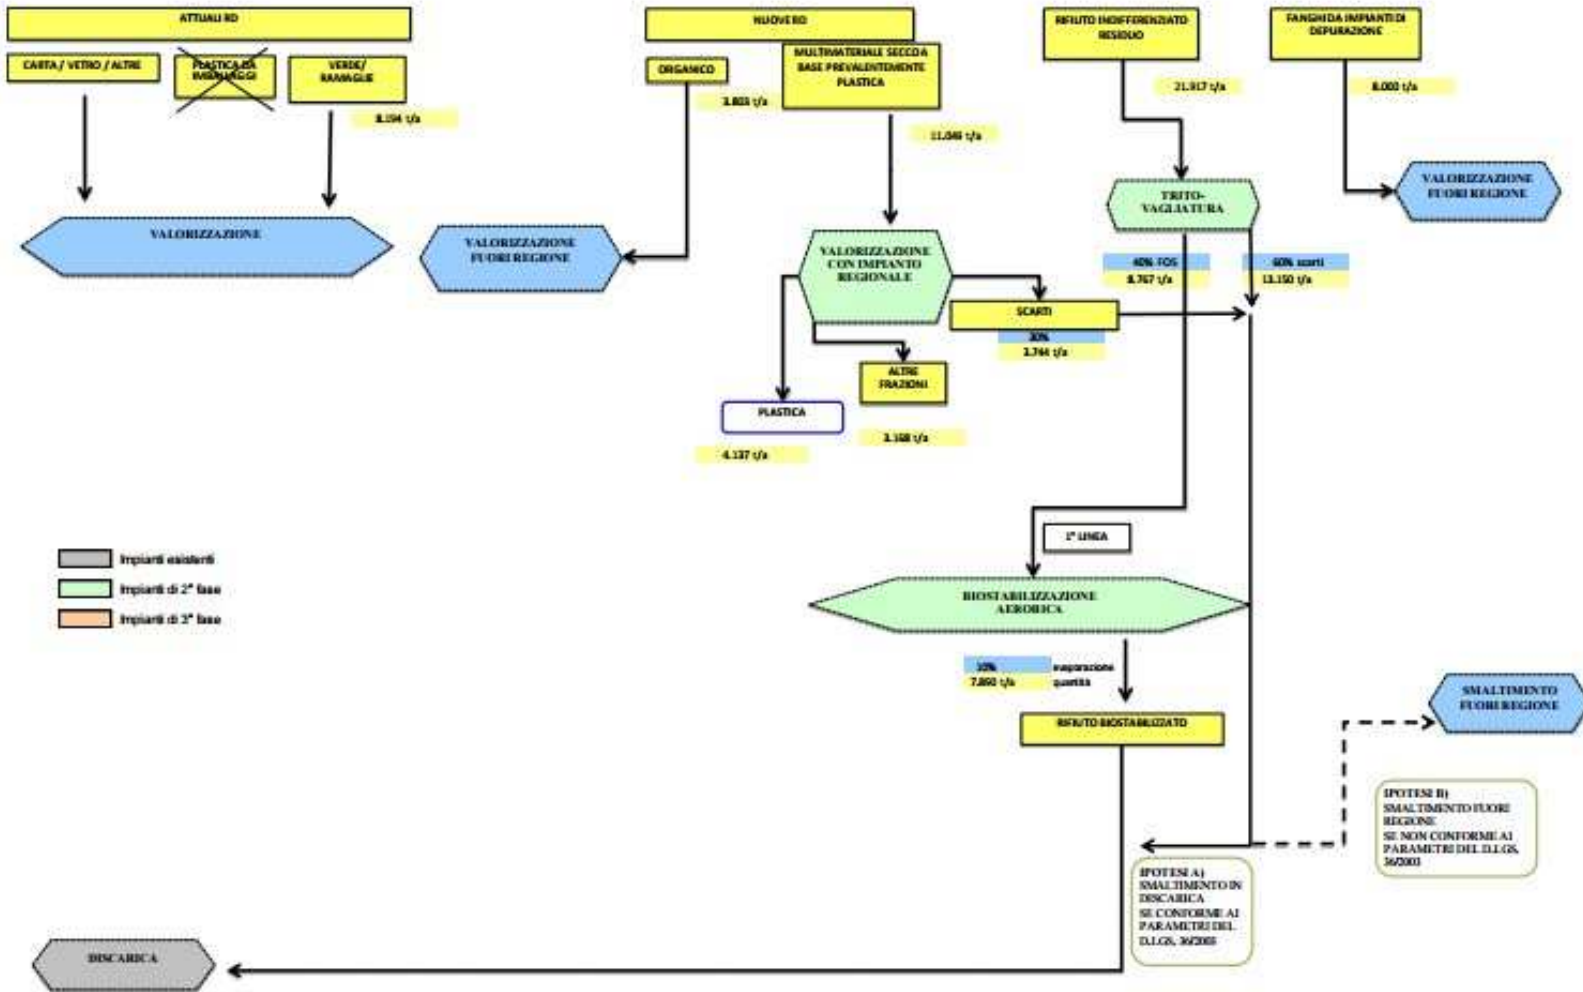 ATTUALI RD
NUOVE RD
RIFIUTO INDIFFERENZIATO
RESIDUO
FANGHI DA IMPIANTI DI
DEPURAZIONE
CARTA / VETRO / ALTRE
PLASTICA DA
IMBALLAGGI
VERDE/
RAMAGLIE
ORGANICO
MULTIMATERIALE SECCO A
BASE PREVALENTEMENTE
PLASTICA
8.194 t/a
3.803 t/a
11.049 t/a
21.917 t/a
8.000 t/a
VALORIZZAZIONE
VALORIZZAZIONE
FUORI REGIONE
VALORIZZAZIONE
CON IMPIANTO
REGIONALE
TRITO-
VAGLIATURA
VALORIZZAZIONE
FUORI REGIONE
40% FOS
8.767 t/a
60% scarti
13.150 t/a
SCARTI
30%
3.744 t/a
ALTRE
FRAZIONI
3.168 t/a
PLASTICA
4.137 t/a
1° LINEA
Impianti esistenti
Impianti di 2° fase
Impianti di 3° fase
BIOSTABILIZZAZIONE
AEROBICA
10% evaporazione
7.890 t/a quantità
RIFIUTO BIOSTABILIZZATO
SMALTIMENTO
FUORI REGIONE
IPOTESI B)
SMALTIMENTO FUORI
REGIONE
SE NON CONFORME AI
PARAMETRI DEL D.LGS.
36/2003
IPOTESI A)
SMALTIMENTO IN
DISCARICA
SE CONFORME AI
PARAMETRI DEL
D.LGS. 36/2003
DISCARICA